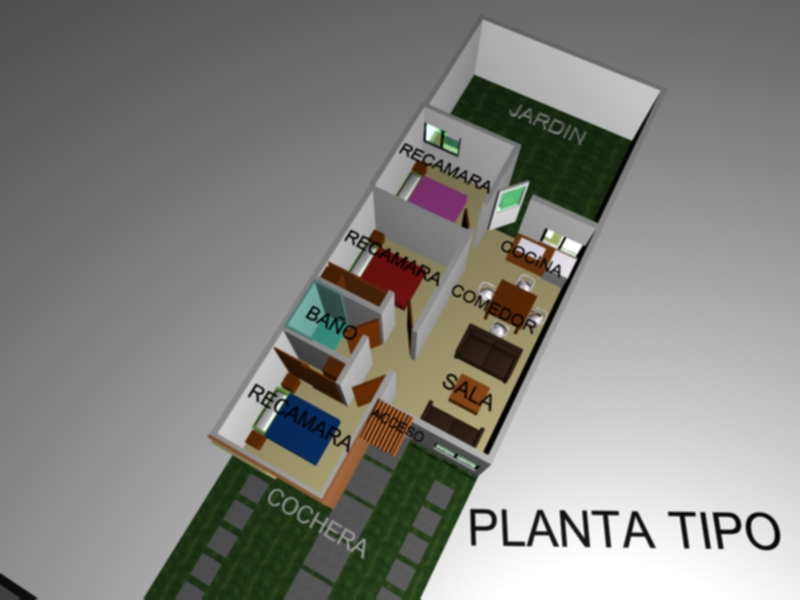 JARDIN
RECAMARA
RECAMARA
COCINA
COMEDOR
BAÑO
SALA
RECAMARA
ACCESO
COCHERA
PLANTA TIPO